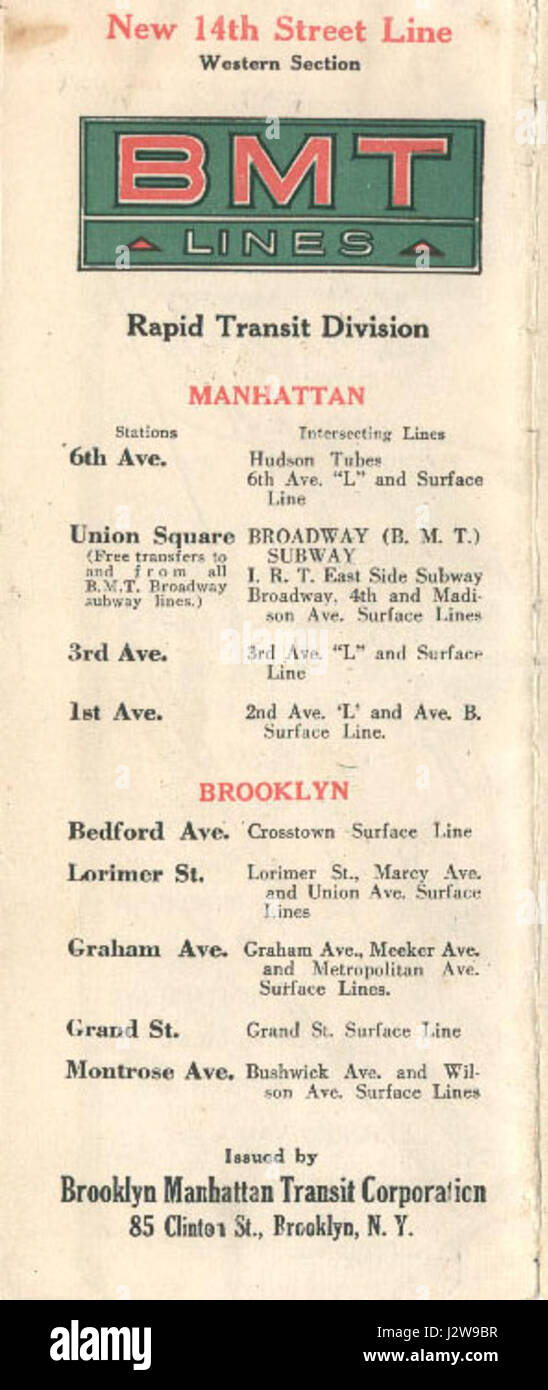 New 14th Street Line
Western Section
BMT
LINES
Rapid Transit Division
MANHATTAN
Stations Intersecting Lines
6th Ave. Hudson Tubes
6th Ave. "L" and Surface
Line
Union Square BROADWAY (B. M. T.)
(Free transfers to SUBWAY
and from all I. R. T. East Side Subway
B.M.T. Broadway Broadway, 4th and Madi-
subway lines.) son Ave. Surface Lines
3rd Ave. 3rd Ave. "L" and Surface
Line
1st Ave. 2nd Ave. 'L' and Ave. B.
Surface Line.
BROOKLYN
Bedford Ave. Crosstown Surface Line
Lorimer St. Lorimer St., Marcy Ave.
and Union Ave. Surface
Lines
Graham Ave. Graham Ave., Meeker Ave.
and Metropolitan Ave.
Surface Lines.
Grand St. Grand St. Surface Line
Montrose Ave. Bushwick Ave. and Wil-
son Ave. Surface Lines
Issued by
Brooklyn Manhattan Transit Corporation
85 Clinton St., Brooklyn, N. Y.
alamy
a
alamy
Image ID: J2W9BR
www.alamy.com